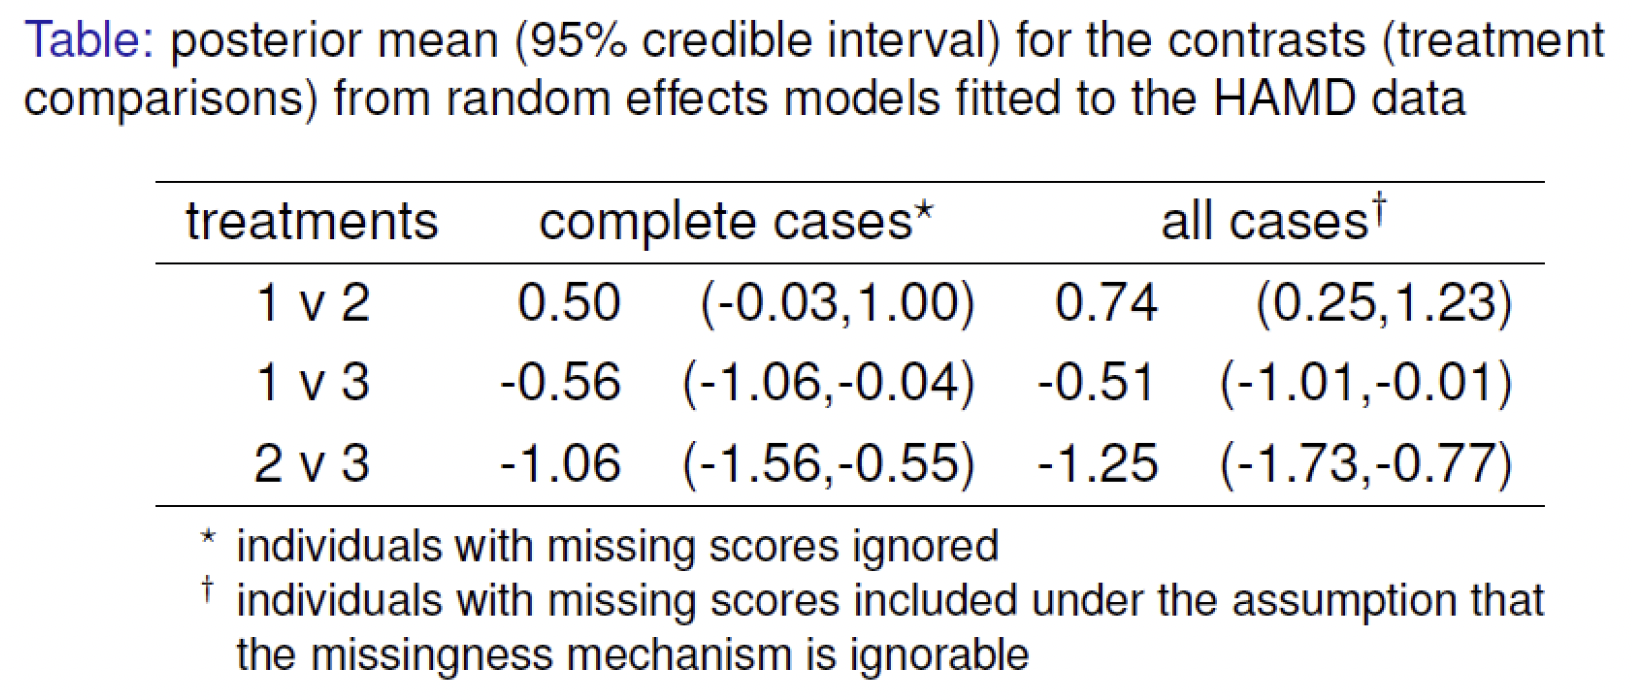 Table: posterior mean (95% credible interval) for the contrasts (treatment
comparisons) from random effects models fitted to the HAMD data
treatments complete cases* all cases†
1 v 2 0.50 (-0.03,1.00) 0.74 (0.25,1.23)
1 v 3 -0.56 (-1.06,-0.04) -0.51 (-1.01,-0.01)
2 v 3 -1.06 (-1.56,-0.55) -1.25 (-1.73,-0.77)
* individuals with missing scores ignored
† individuals with missing scores included under the assumption that
the missingness mechanism is ignorable